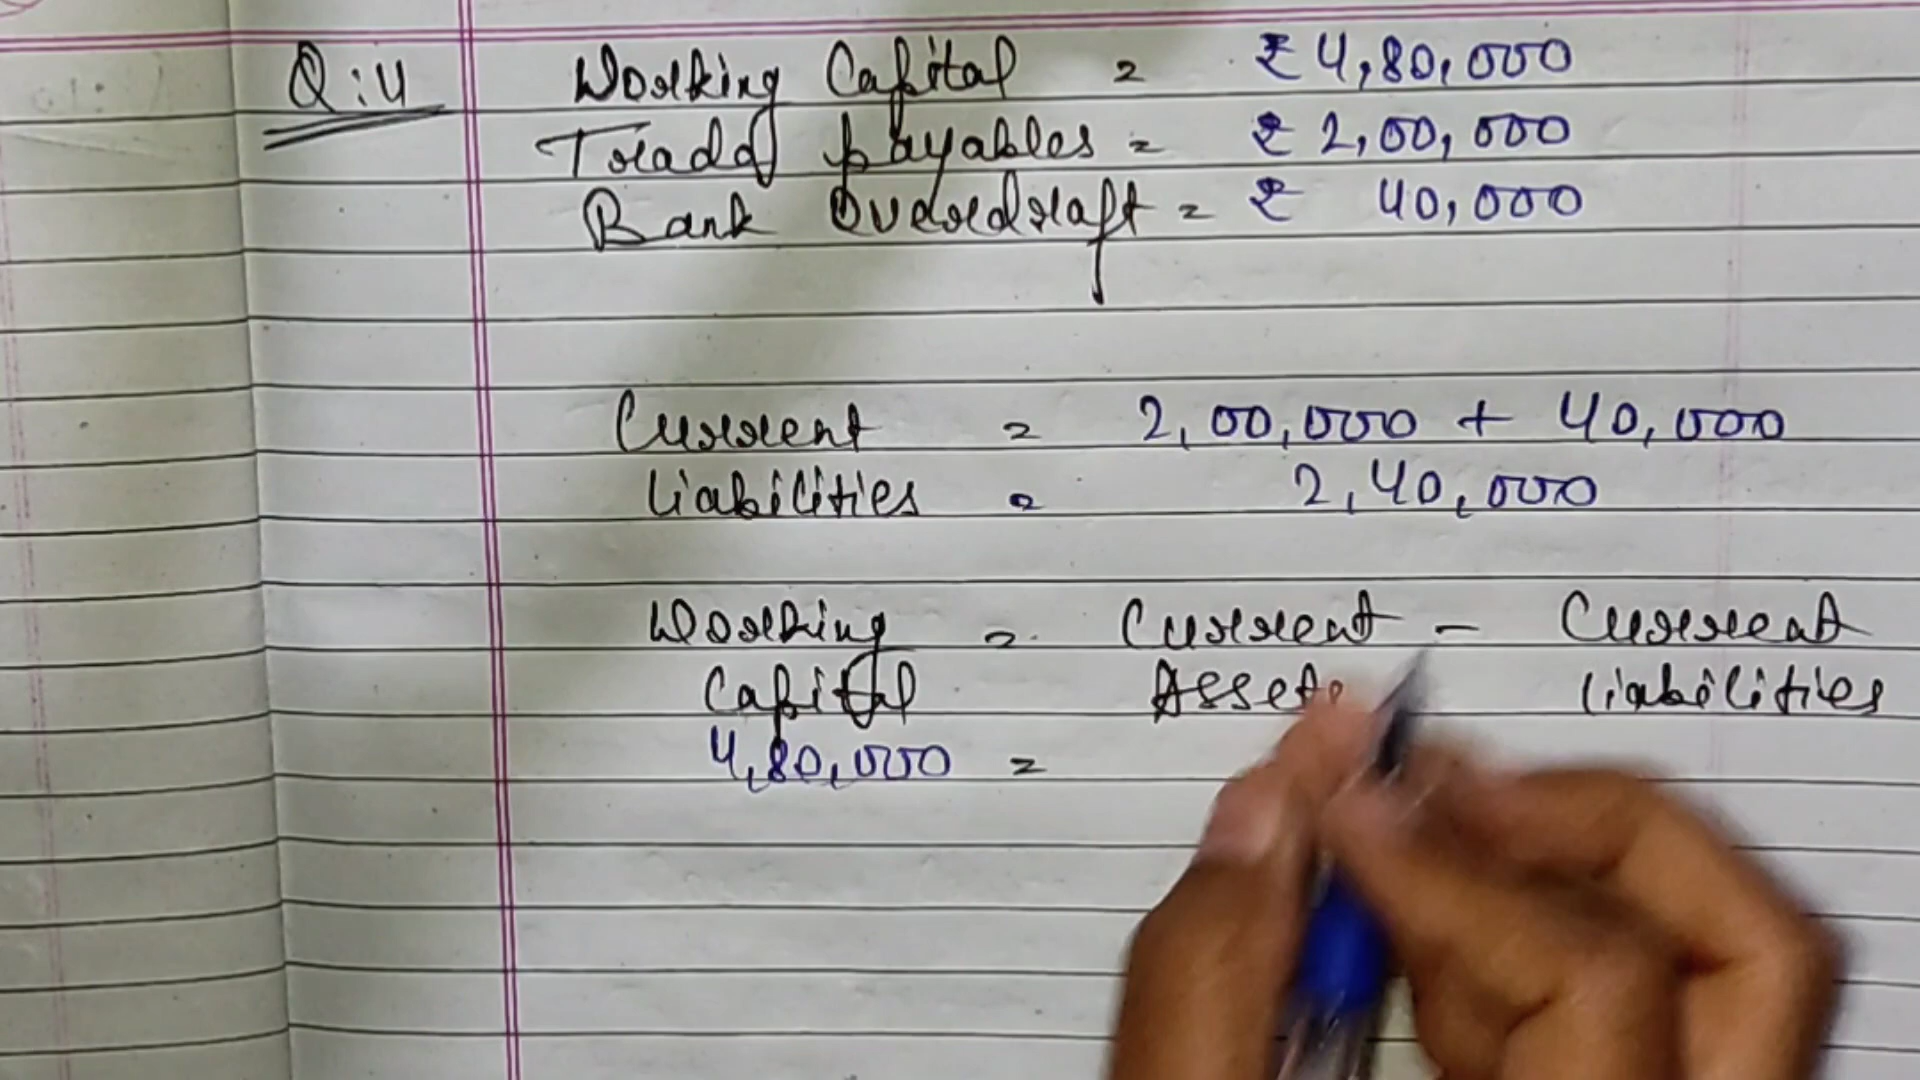 Q:4 Working Capital = ₹ 4,80,000
Trade payables = ₹ 2,00,000
Bank Overdraft = ₹ 40,000
Current = 2,00,000 + 40,000
liabilities = 2,40,000
Working = Current - Current
Capital Assets liabilities
4,80,000 =